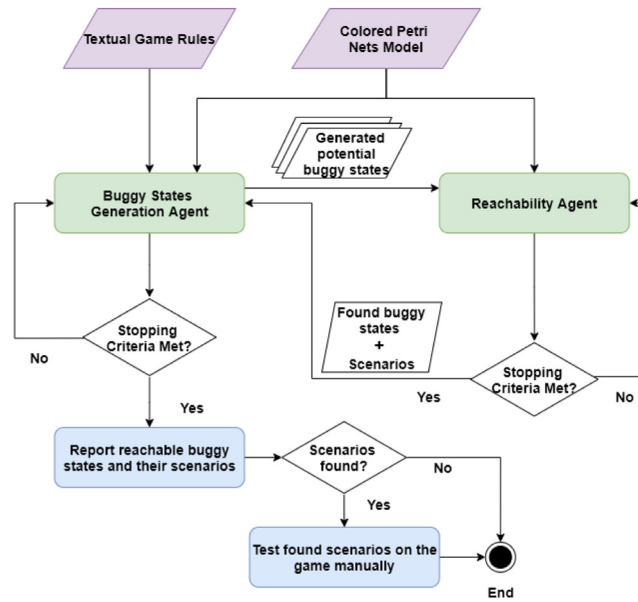 Textual Game Rules
Colored Petri
Nets Model
Generated
potential
buggy states
Buggy States
Generation Agent
Reachability Agent
Found buggy
states
+
Scenarios
Stopping
Criteria Met?
No
Yes
Stopping
Criteria Met?
Yes
No
Report reachable buggy
states and their scenarios
Scenarios
found?
No
Yes
Test found scenarios on the
game manually
End